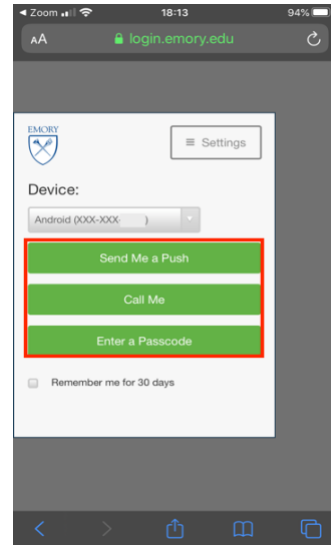 Zoom 18:13 94%
AA login.emory.edu
EMORY
Settings
Device:
Android (XXX-XXX- )
Send Me a Push
Call Me
Enter a Passcode
Remember me for 30 days